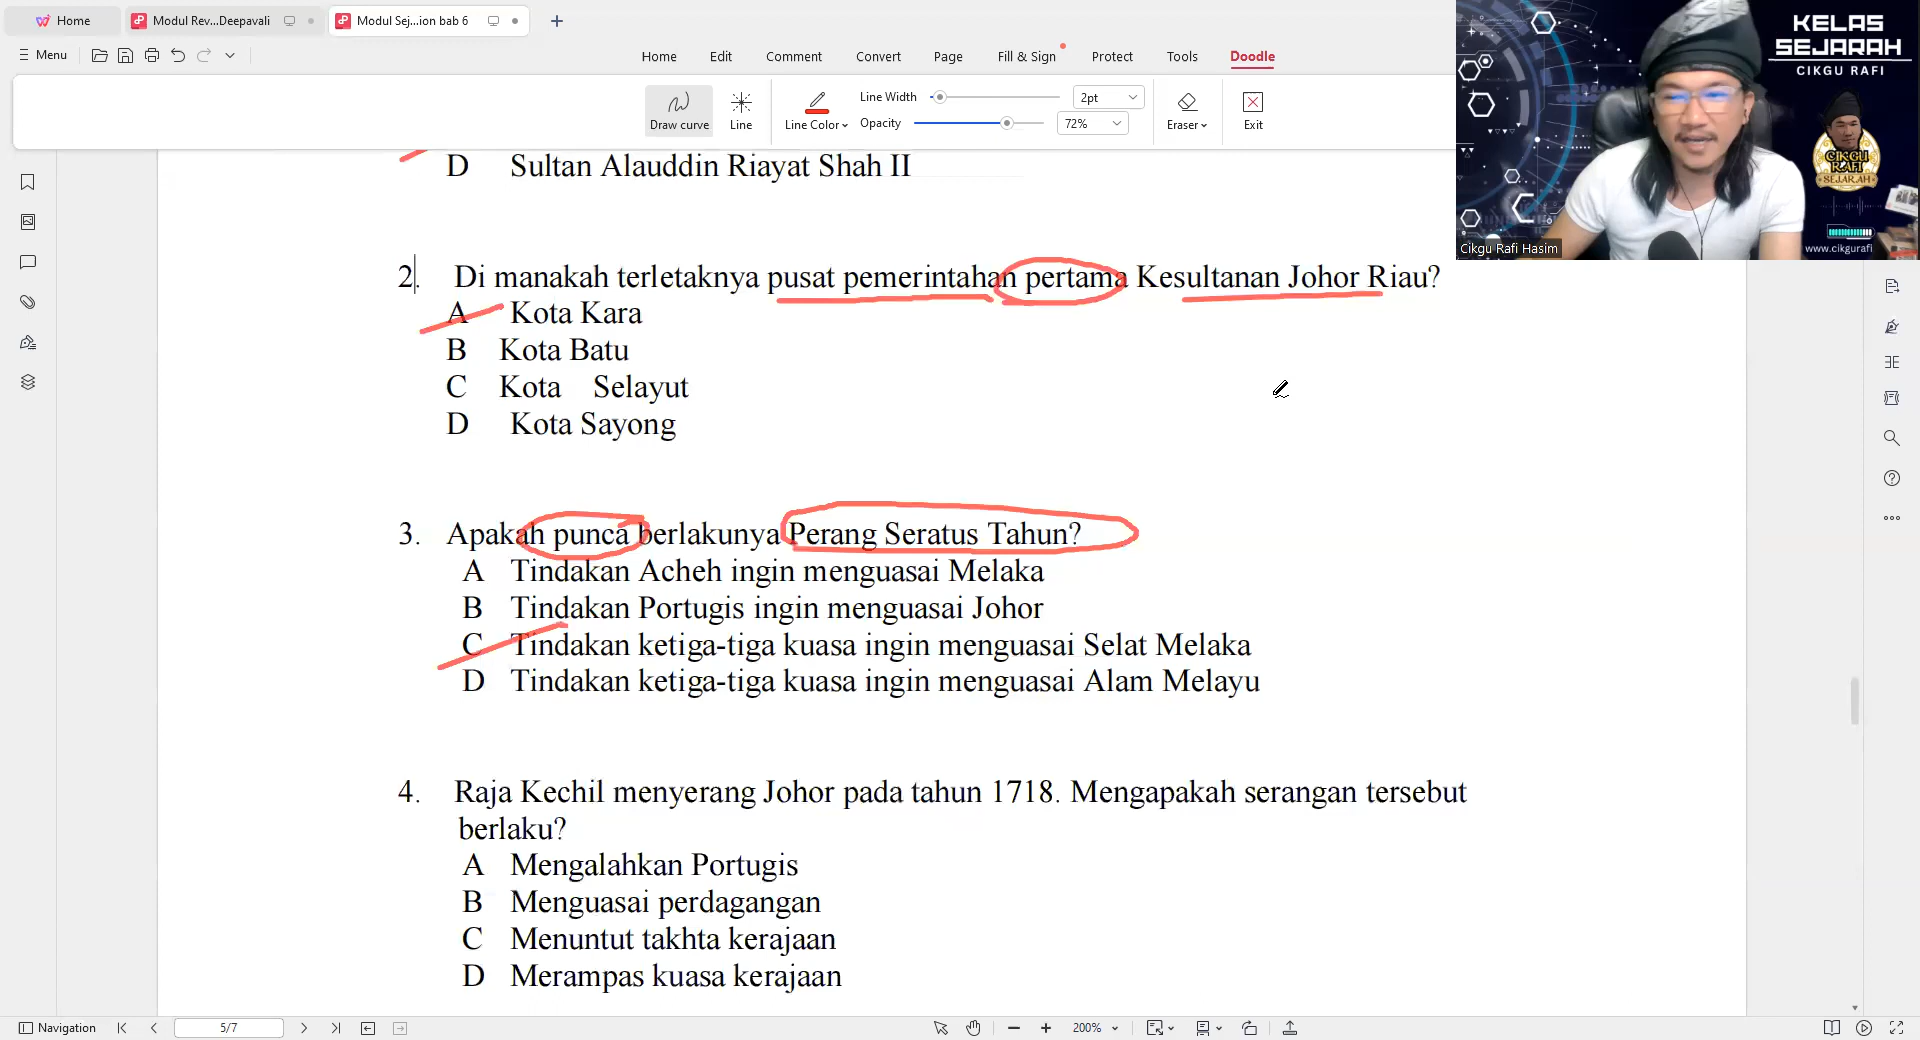 Home
Modul Rev...Deepavali
Modul Sej...ion bab 6
Menu
Home Edit Comment Convert Page Fill & Sign Protect Tools Doodle
Draw curve
Line
Line Color
Line Width
2pt
Opacity
72%
Eraser
Exit
KELAS
SEJARAH
CIKGU RAFI
CIKGU
RAFI
SEJARAH
Cikgu Rafi Hasim
www.cikgurafi
D Sultan Alauddin Riayat Shah II
2. Di manakah terletaknya pusat pemerintahan pertama Kesultanan Johor Riau?
A Kota Kara
B Kota Batu
C Kota Selayut
D Kota Sayong
3. Apakah punca berlakunya Perang Seratus Tahun?
A Tindakan Acheh ingin menguasai Melaka
B Tindakan Portugis ingin menguasai Johor
C Tindakan ketiga-tiga kuasa ingin menguasai Selat Melaka
D Tindakan ketiga-tiga kuasa ingin menguasai Alam Melayu
4. Raja Kechil menyerang Johor pada tahun 1718. Mengapakah serangan tersebut
berlaku?
A Mengalahkan Portugis
B Menguasai perdagangan
C Menuntut takhta kerajaan
D Merampas kuasa kerajaan
Navigation
5/7
200%